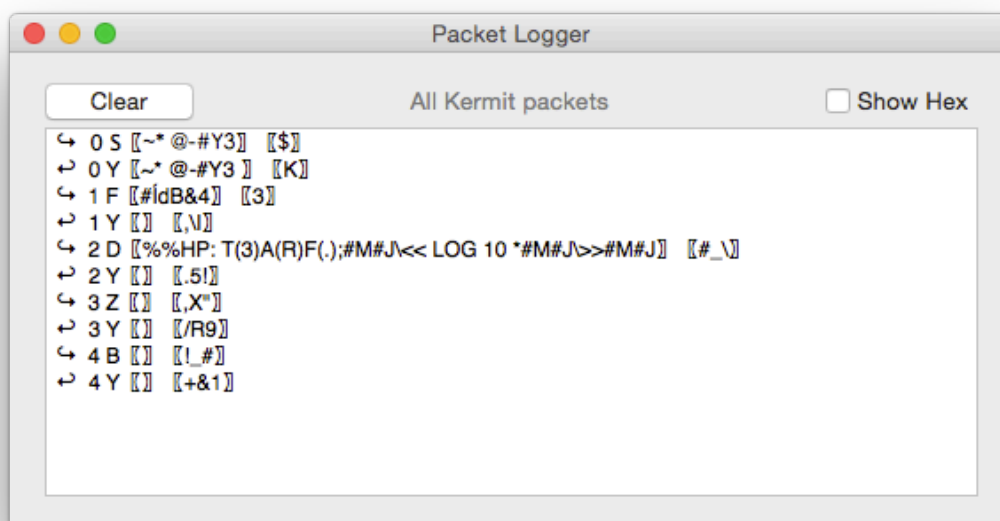 Packet Logger
Clear All Kermit packets Show Hex
↪ 0 S 〖~* @-#Y3〗 〖$〗
↩ 0 Y 〖~* @-#Y3 〗 〖K〗
↪ 1 F 〖#ÍdB&4〗 〖3〗
↩ 1 Y 〖〗 〖,\I〗
↪ 2 D 〖%%HP: T(3)A(R)F(.);#M#J\<< LOG 10 *#M#J\>>#M#J〗 〖#_\〗
↩ 2 Y 〖〗 〖.5!〗
↪ 3 Z 〖〗 〖,X"〗
↩ 3 Y 〖〗 〖/R9〗
↪ 4 B 〖〗 〖!_#〗
↩ 4 Y 〖〗 〖+&1〗